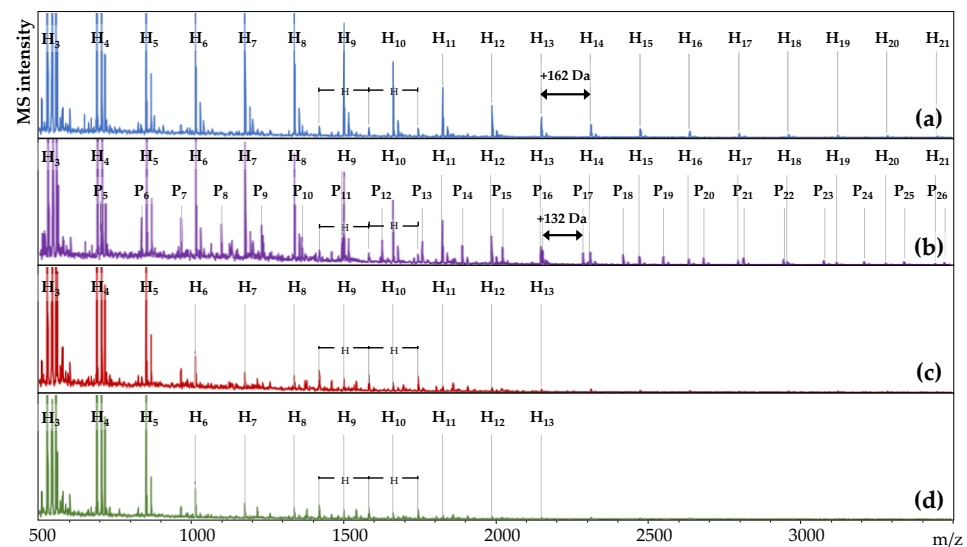 MS intensity
H3 H4 H5 H6 H7 H8 H9 H10 H11 H12 H13 H14 H15 H16 H17 H18 H19 H20 H21
+162 Da
H H
(a)
H3 H4 H5 H6 H7 H8 H9 H10 H11 H12 H13 H14 H15 H16 H17 H18 H19 H20 H21
P5 P6 P7 P8 P9 P10 P11 P12 P13 P14 P15 P16 P17 P18 P19 P20 P21 P22 P23 P24 P25 P26
+132 Da
H H
(b)
H3 H4 H5 H6 H7 H8 H9 H10 H11 H12 H13
H H
(c)
H3 H4 H5 H6 H7 H8 H9 H10 H11 H12 H13
H H
(d)
500 1000 1500 2000 2500 3000 m/z